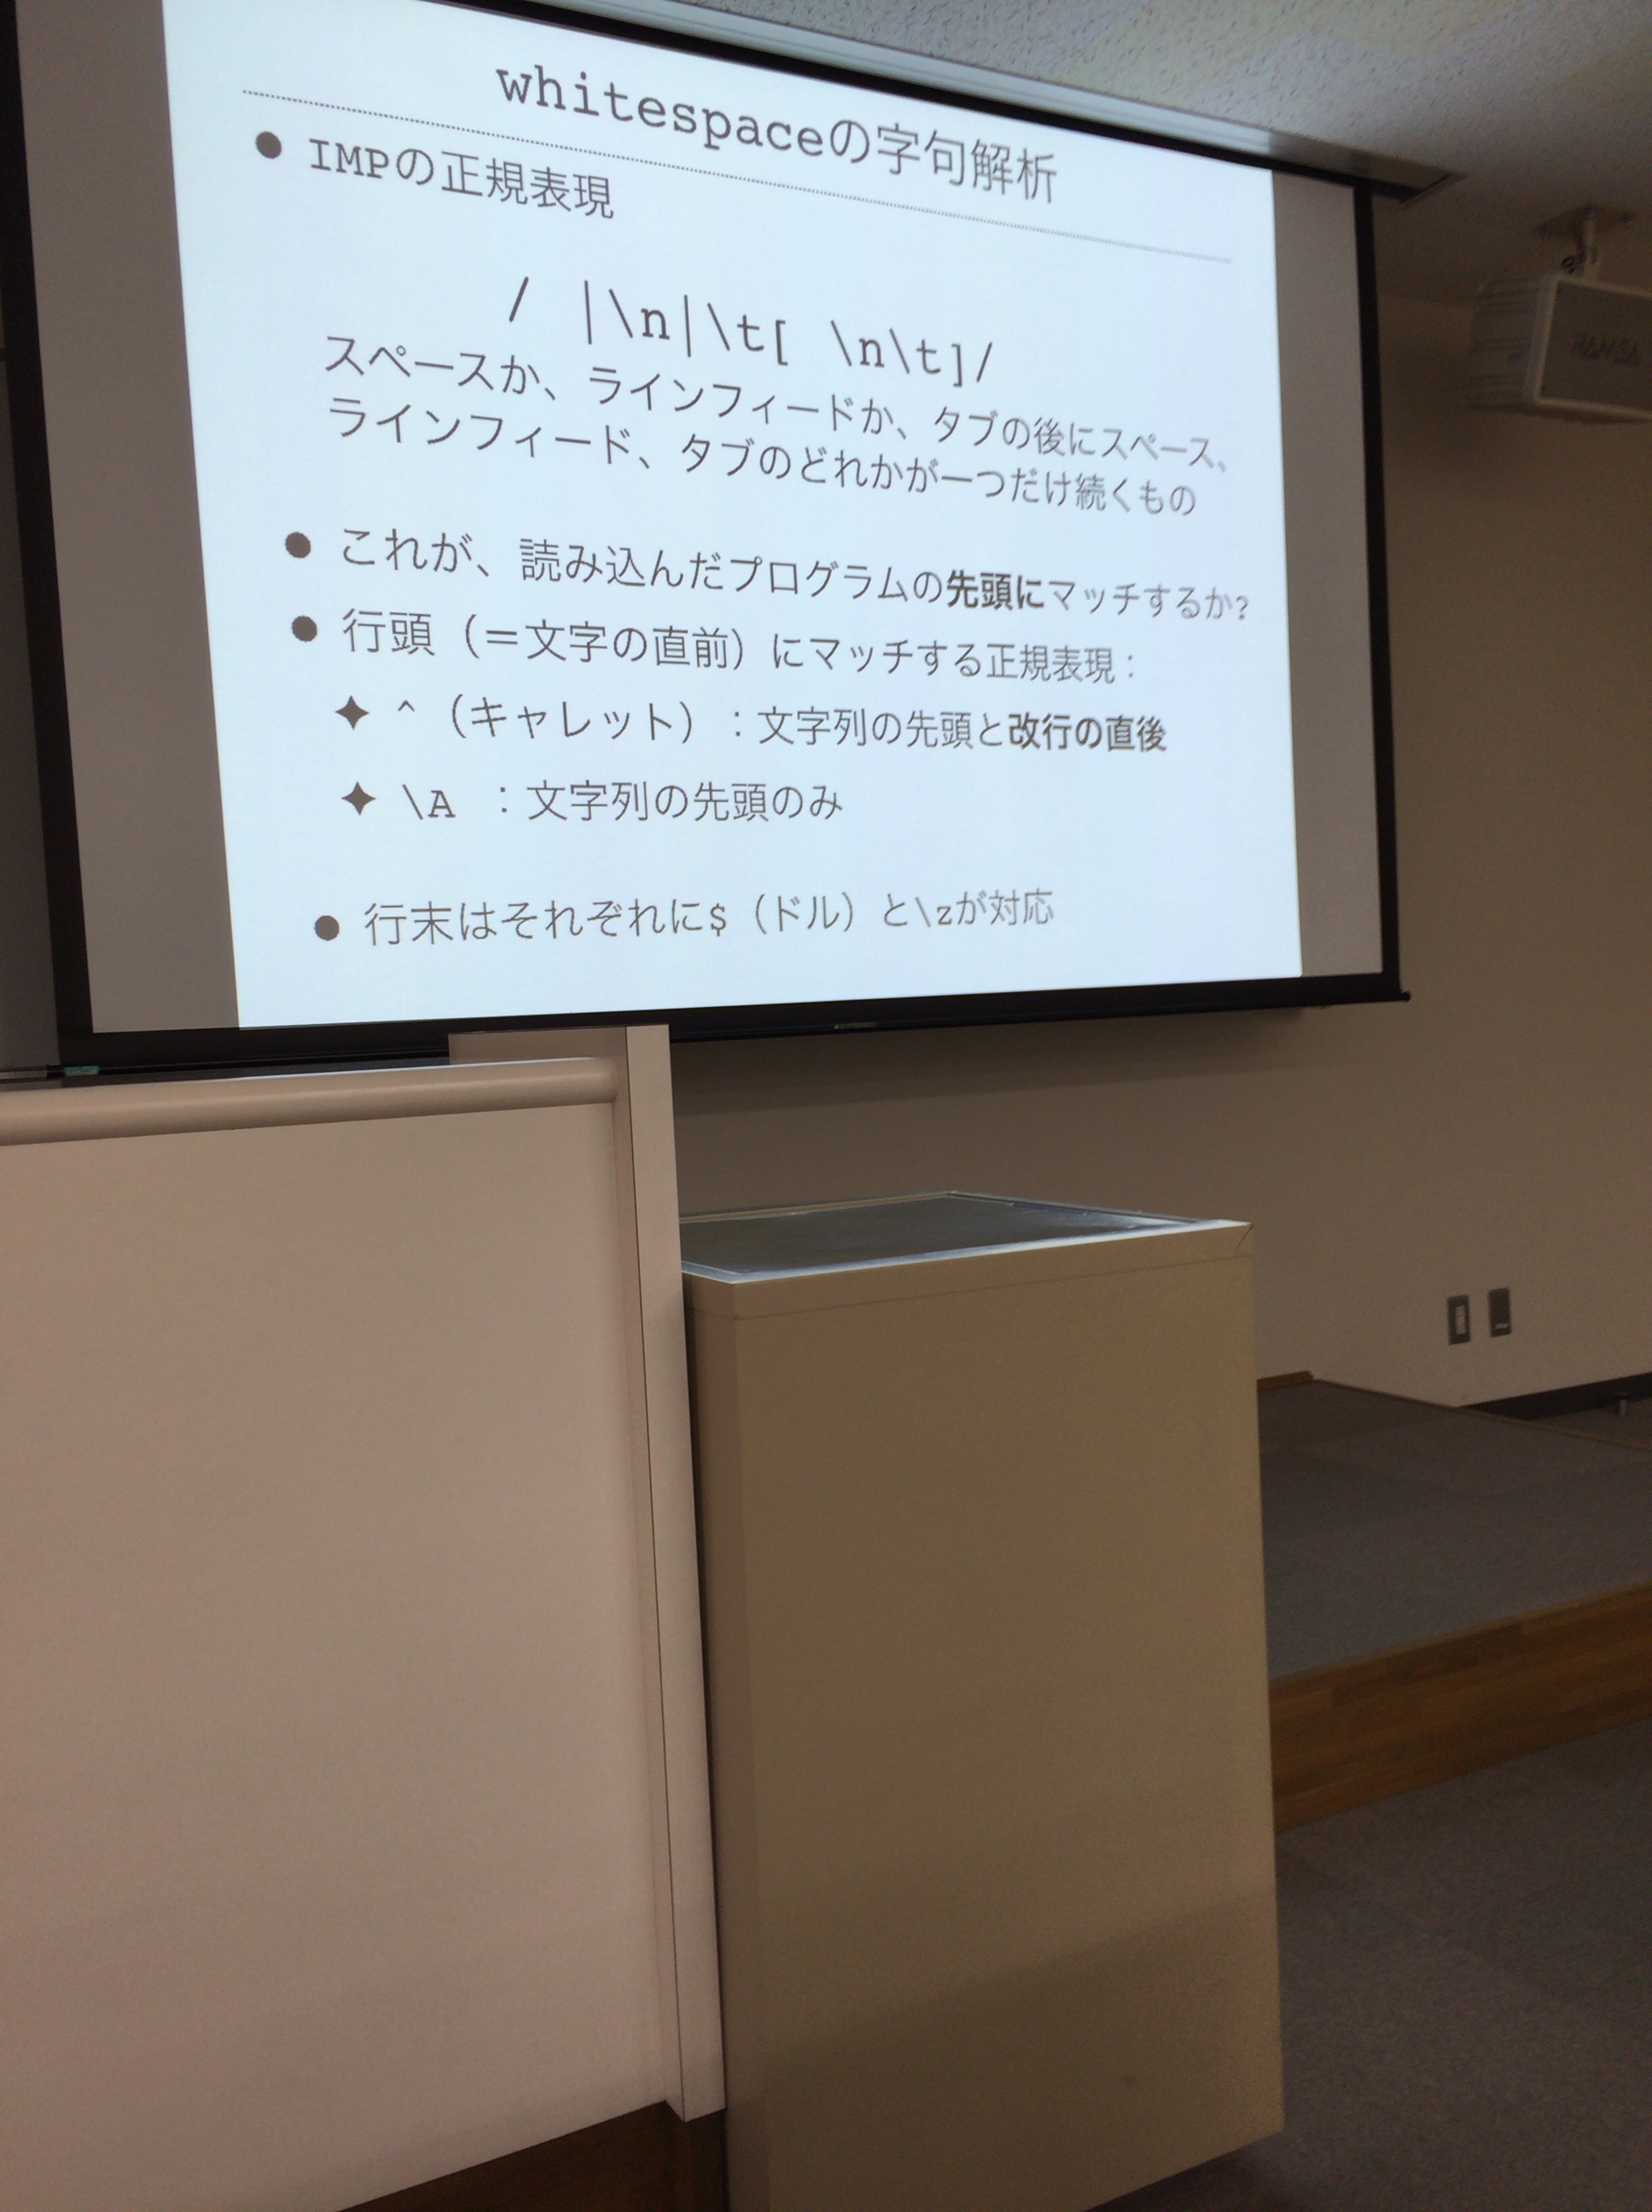 whitespaceの字句解析
● IMPの正規表現
/ |\n|\t[ \n\t]/
スペースか、ラインフィードか、タブの後にスペース、
ラインフィード、タブのどれかが一つだけ続くもの
● これが、読み込んだプログラムの先頭にマッチするか?
● 行頭（＝文字の直前）にマッチする正規表現：
✦ ^（キャレット）：文字列の先頭と改行の直後
✦ \A ：文字列の先頭のみ
● 行末はそれぞれに$（ドル）と\zが対応
RAMSA